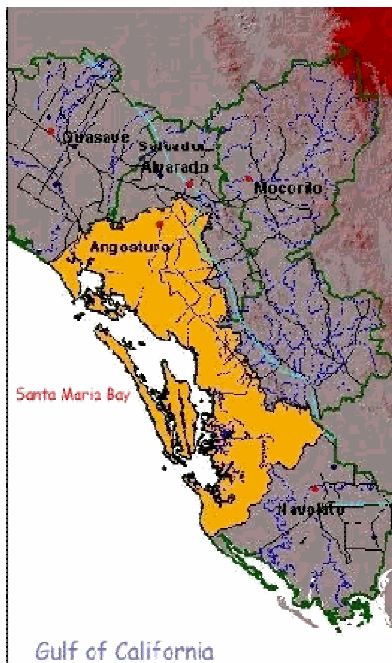 Guasave
Salvador
Alvarado
Mocorito
Angostura
Santa Maria Bay
Navolato
Gulf of California